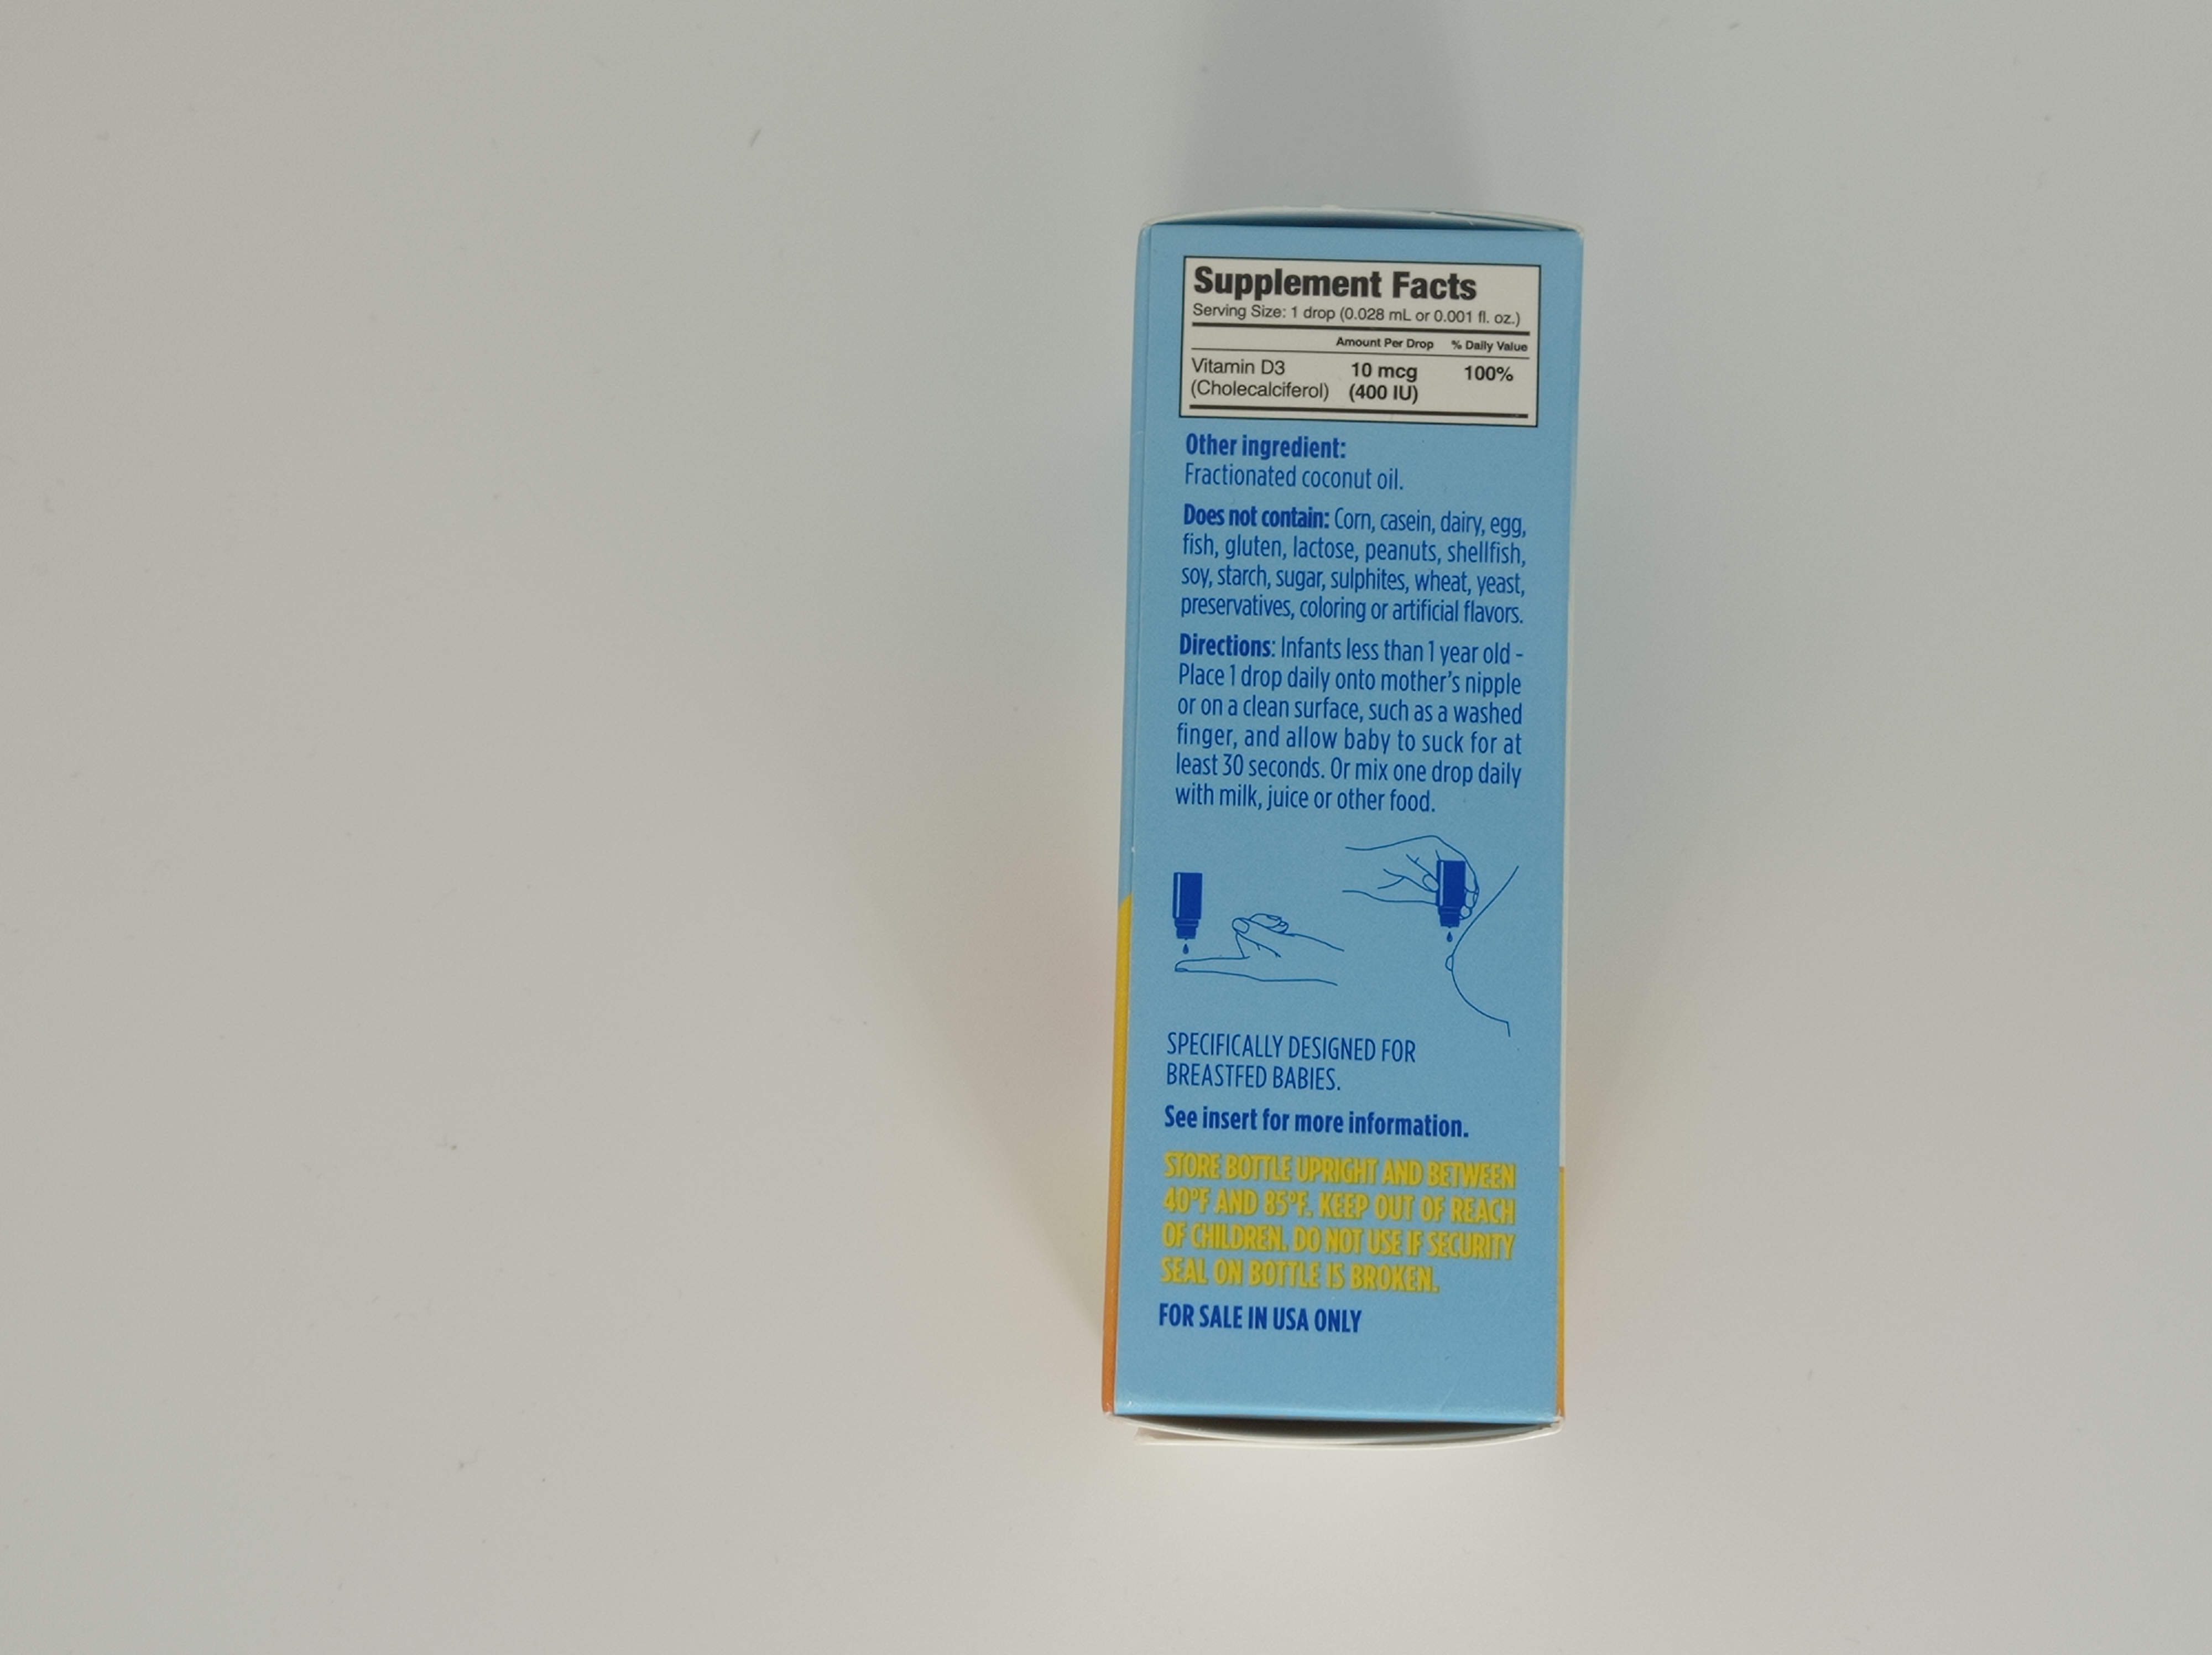 Supplement Facts
Serving Size: 1 drop (0.028 mL or 0.001 fl. oz.)
Amount Per Drop % Daily Value
Vitamin D3 10 mcg 100%
(Cholecalciferol) (400 IU)
Other ingredient:
Fractionated coconut oil.
Does not contain: Corn, casein, dairy, egg,
fish, gluten, lactose, peanuts, shellfish,
soy, starch, sugar, sulphites, wheat, yeast,
preservatives, coloring or artificial flavors.
Directions: Infants less than 1 year old -
Place 1 drop daily onto mother's nipple
or on a clean surface, such as a washed
finger, and allow baby to suck for at
least 30 seconds. Or mix one drop daily
with milk, juice or other food.
SPECIFICALLY DESIGNED FOR
BREASTFED BABIES.
See insert for more information.
STORE BOTTLE UPRIGHT AND BETWEEN
40°F AND 85°F. KEEP OUT OF REACH
OF CHILDREN. DO NOT USE IF SECURITY
SEAL ON BOTTLE IS BROKEN.
FOR SALE IN USA ONLY